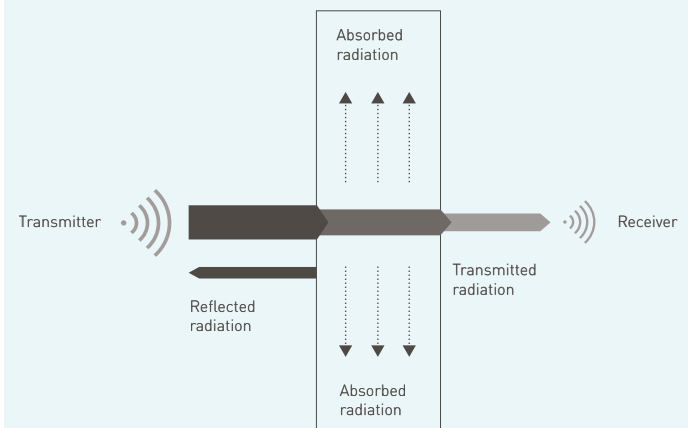 Absorbed
radiation
Transmitter
Receiver
Transmitted
radiation
Reflected
radiation
Absorbed
radiation